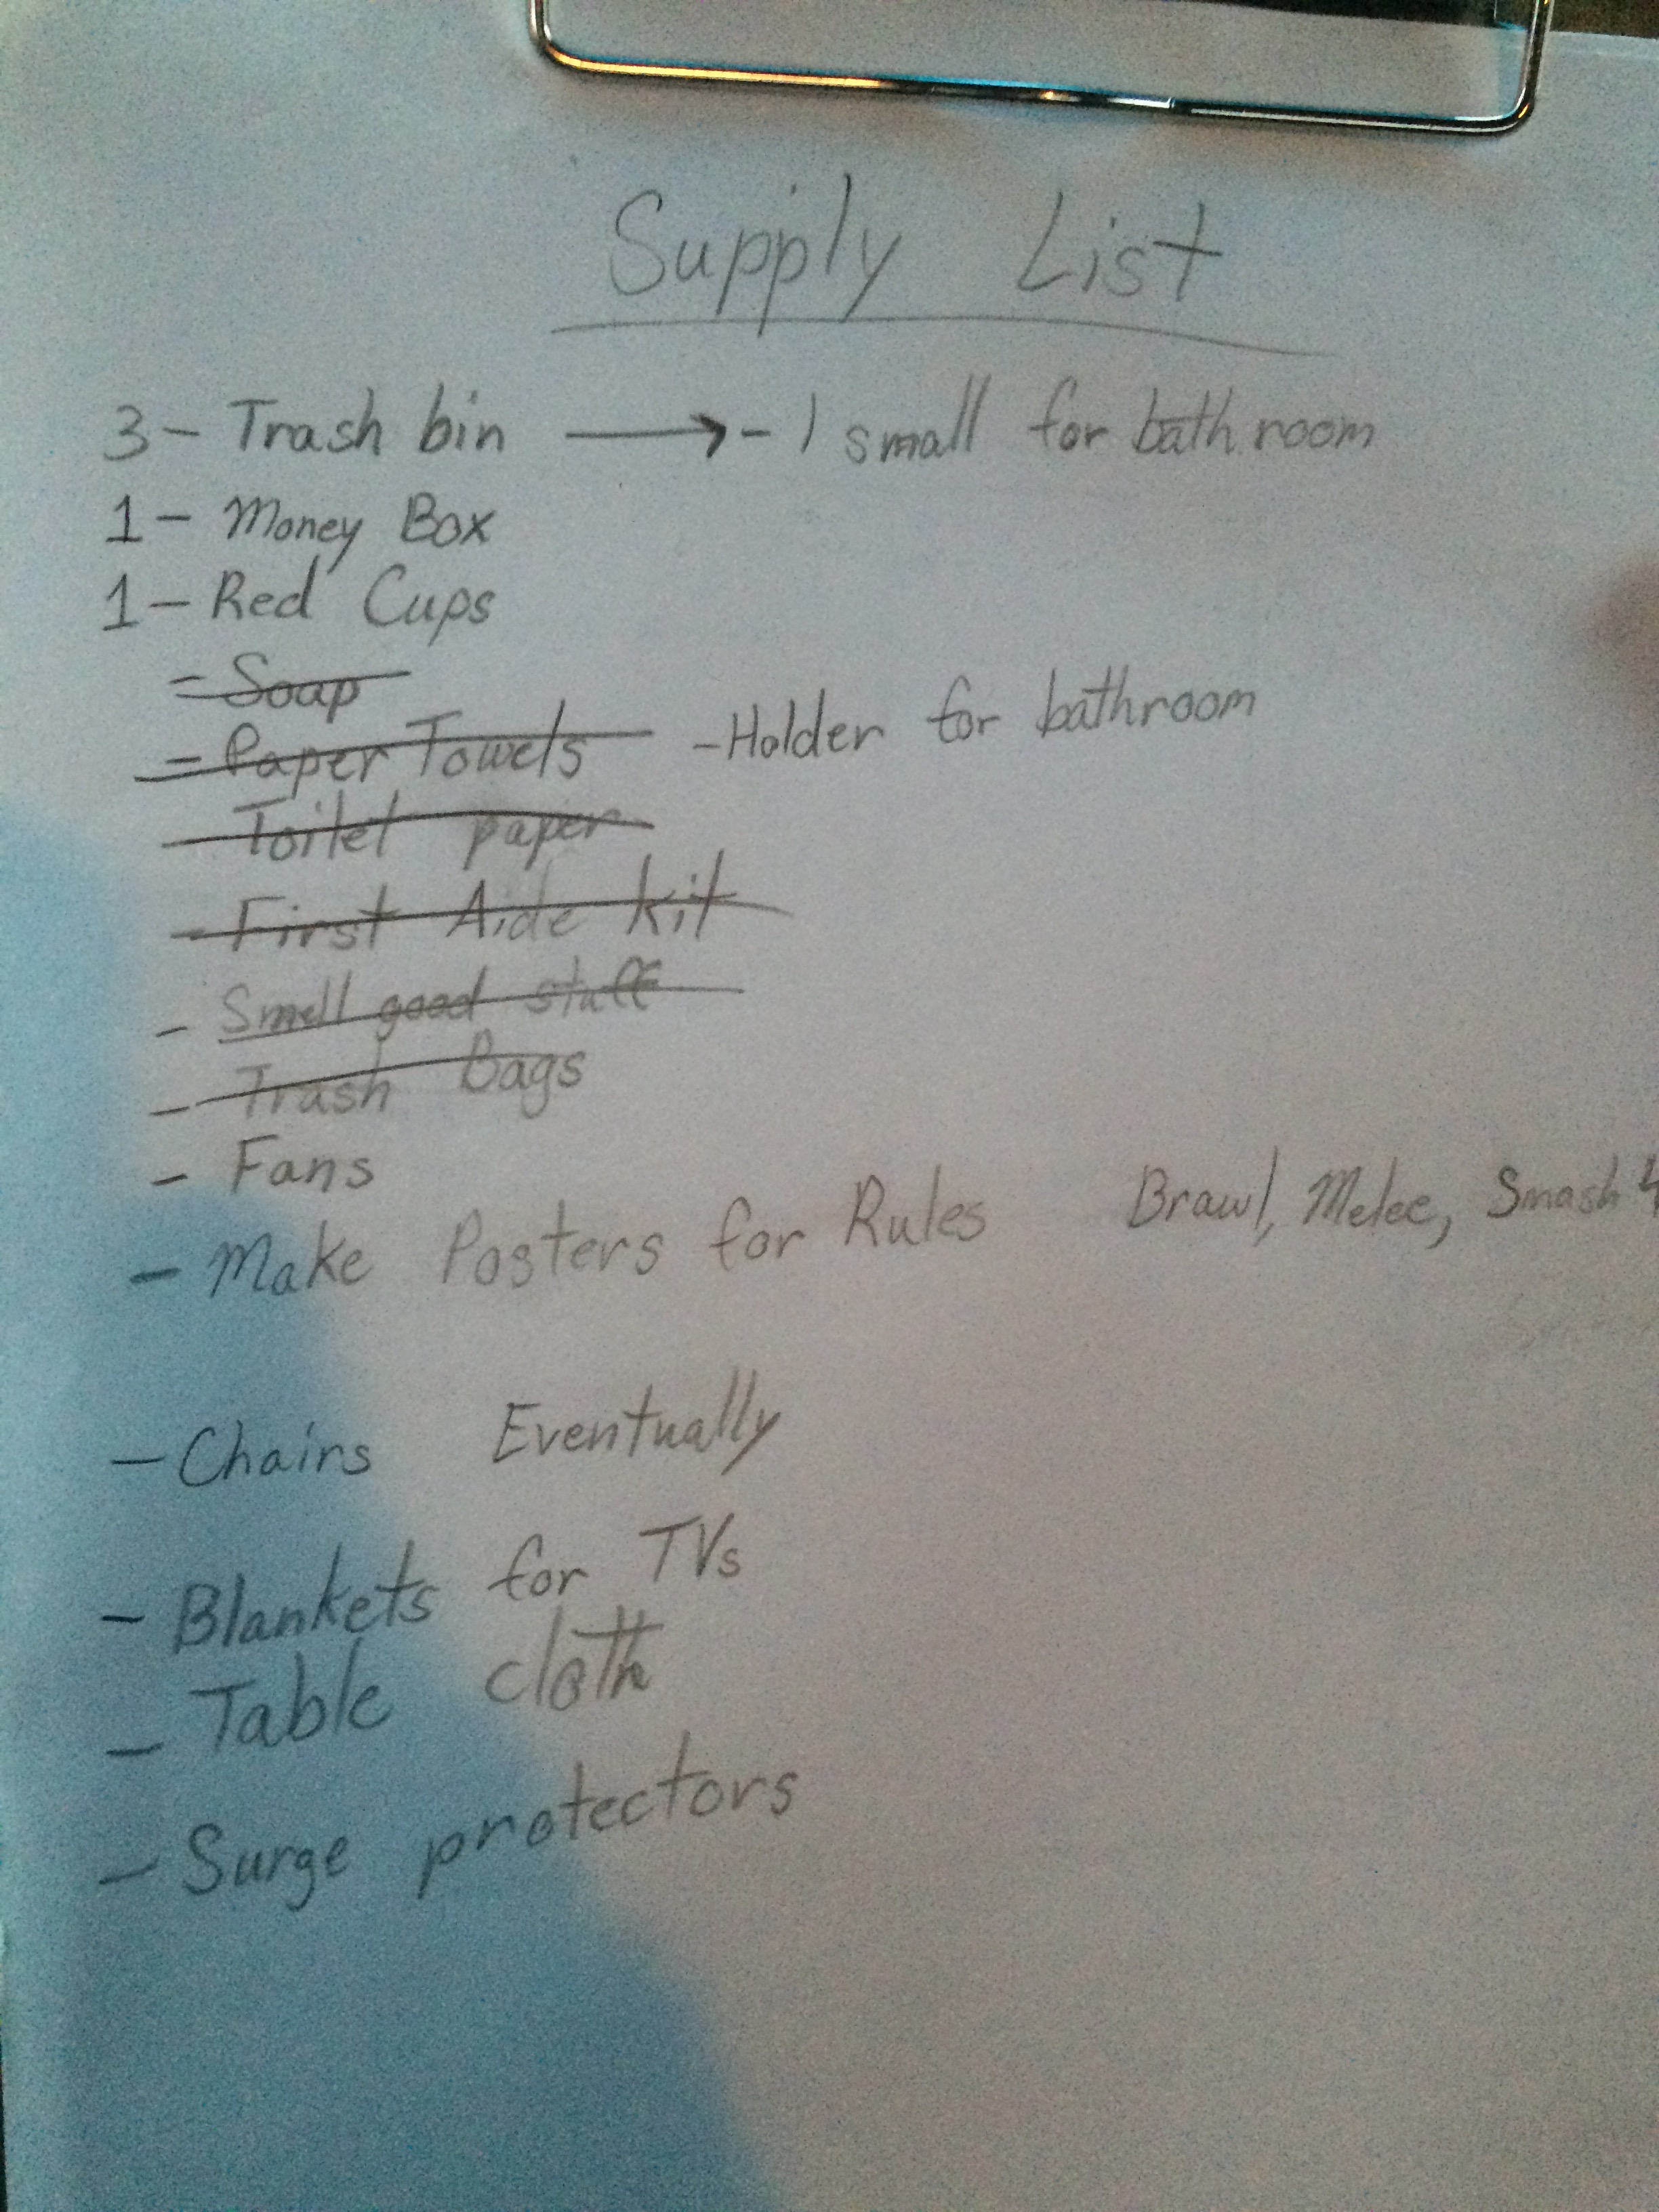 Supply List
3- Trash bin → - 1 small for bathroom
1- Money Box
1- Red Cups
= Soap
= Paper Towels - Holder for bathroom
- Toilet paper
- First Aide kit
- Smell good stuff
- Trash Bags
- Fans
- Make Posters for Rules Brawl, Melee, Smash 4
- Chairs Eventually
- Blankets for TVs
- Table cloth
- Surge protectors